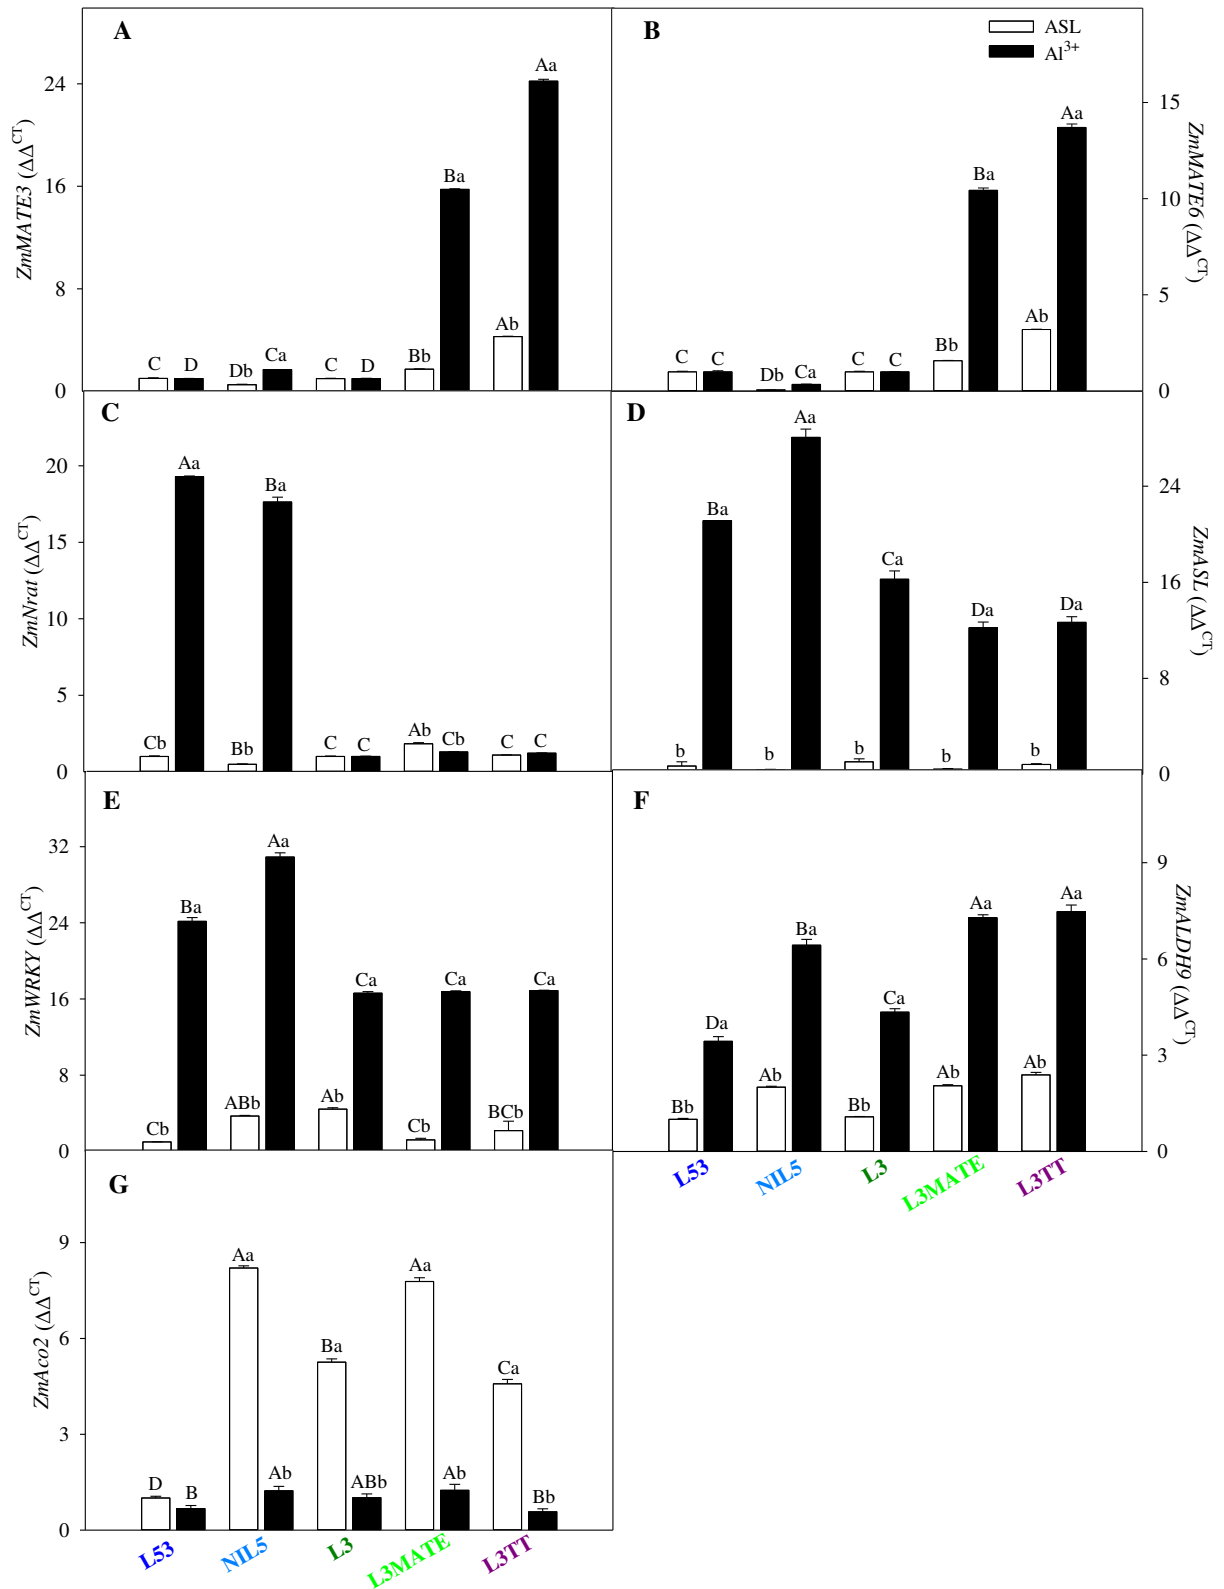 A
ZmMATE3 (ΔΔCT)
24
16
8
0
C
D
Db
Ca
C
D
Bb
Ba
Ab
Aa
B
ASL
Al3+
ZmMATE6 (ΔΔCT)
15
10
5
0
C
C
Db
Ca
C
C
Bb
Ba
Ab
Aa
C
ZmNrat (ΔΔCT)
20
15
10
5
0
Cb
Aa
Bb
Ba
C
C
Ab
Cb
C
C
D
ZmASL (ΔΔCT)
24
16
8
0
b
Ba
b
Aa
b
Ca
b
Da
b
Da
E
ZmWRKY (ΔΔCT)
32
24
16
8
0
Cb
Ba
ABb
Aa
Ab
Ca
Cb
Ca
BCb
Ca
F
ZmALDH9 (ΔΔCT)
9
6
3
0
Bb
Da
Ab
Ba
Bb
Ca
Ab
Aa
Ab
Aa
L53
NIL5
L3
L3MATE
L3TT
G
ZmAco2 (ΔΔCT)
9
6
3
0
D
B
Aa
Ab
Ba
ABb
Aa
Ab
Ca
Bb
L53
NIL5
L3
L3MATE
L3TT